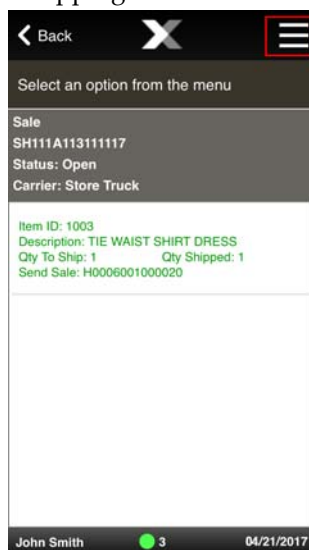 Back
Select an option from the menu
Sale
SH111A113111117
Status: Open
Carrier: Store Truck
Item ID: 1003
Description: TIE WAIST SHIRT DRESS
Qty To Ship: 1 Qty Shipped: 1
Send Sale: H0006001000020
John Smith 3 04/21/2017